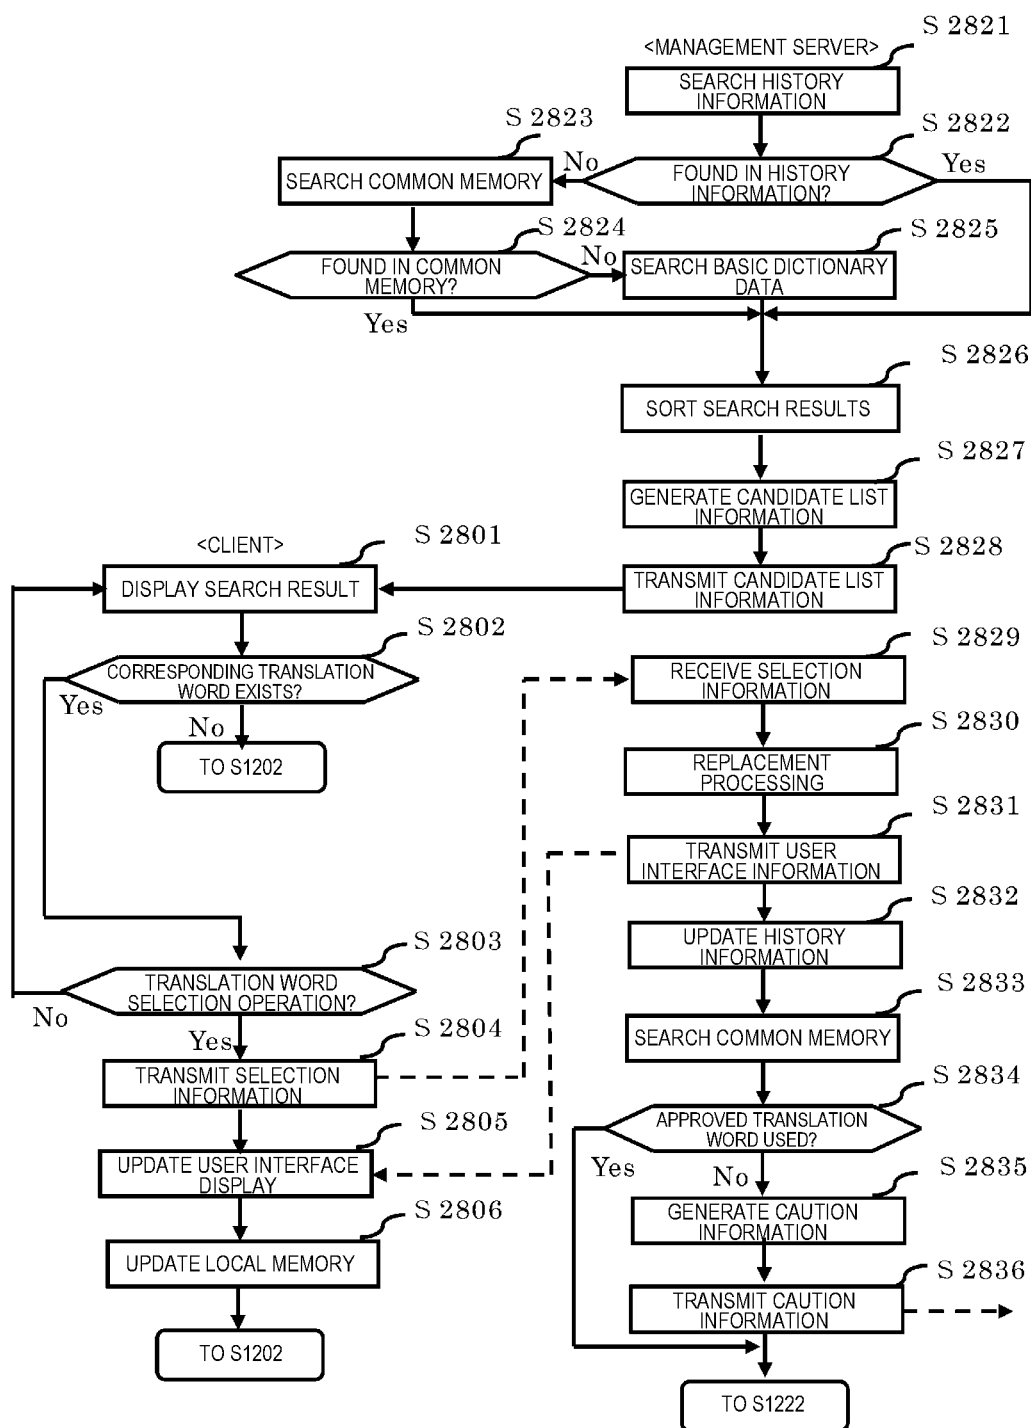 S 2821
<MANAGEMENT SERVER>
SEARCH HISTORY
INFORMATION
S 2823
S 2822
No
Yes
SEARCH COMMON MEMORY
FOUND IN HISTORY
INFORMATION?
S 2824
S 2825
No
FOUND IN COMMON
MEMORY?
SEARCH BASIC DICTIONARY
DATA
Yes
S 2826
SORT SEARCH RESULTS
S 2827
GENERATE CANDIDATE LIST
INFORMATION
S 2801
<CLIENT>
S 2828
DISPLAY SEARCH RESULT
TRANSMIT CANDIDATE LIST
INFORMATION
S 2802
S 2829
CORRESPONDING TRANSLATION
WORD EXISTS?
RECEIVE SELECTION
INFORMATION
Yes
No
S 2830
TO S1202
REPLACEMENT
PROCESSING
S 2831
TRANSMIT USER
INTERFACE INFORMATION
S 2832
S 2803
UPDATE HISTORY
INFORMATION
TRANSLATION WORD
SELECTION OPERATION?
S 2833
No
Yes
S 2804
SEARCH COMMON MEMORY
TRANSMIT SELECTION
INFORMATION
S 2834
S 2805
APPROVED TRANSLATION
WORD USED?
UPDATE USER INTERFACE
DISPLAY
Yes
No
S 2835
S 2806
GENERATE CAUTION
INFORMATION
UPDATE LOCAL MEMORY
S 2836
TRANSMIT CAUTION
INFORMATION
TO S1202
TO S1222